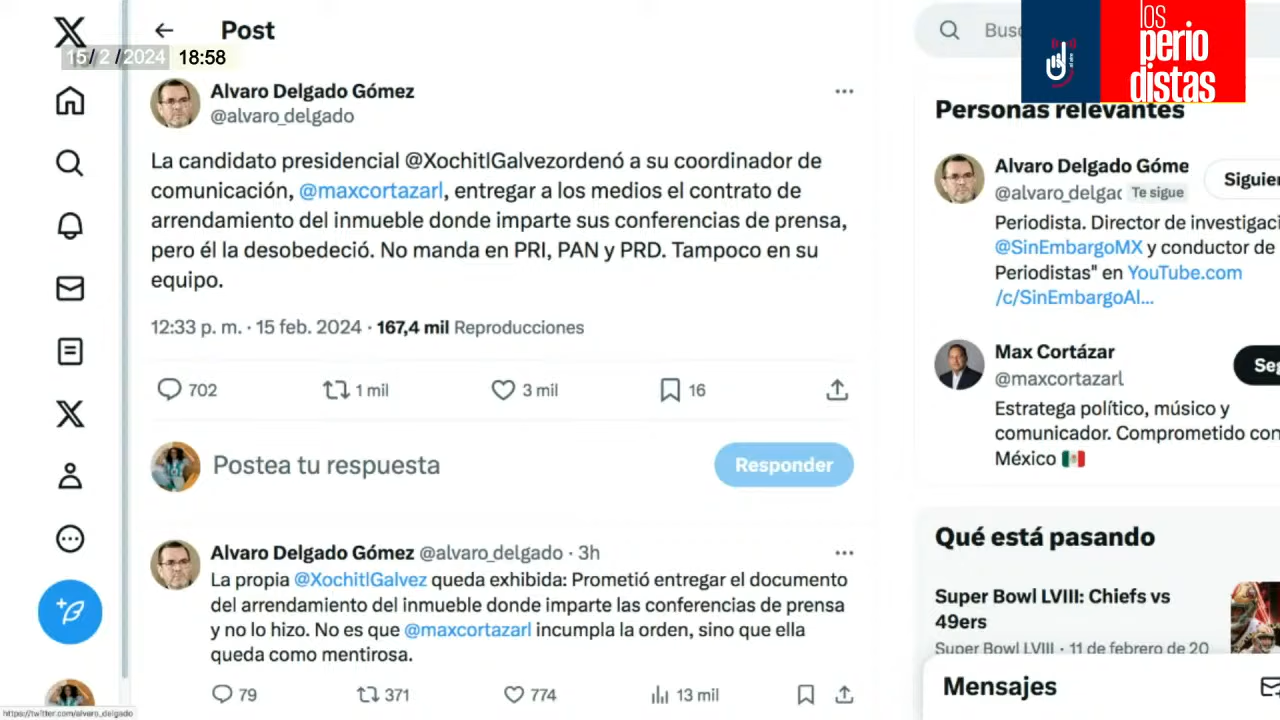 Post
15/2/2024 18:58
Alvaro Delgado Gómez
@alvaro_delgado
La candidato presidencial @XochitlGalvezordenó a su coordinador de
comunicación, @maxcortazarl, entregar a los medios el contrato de
arrendamiento del inmueble donde imparte sus conferencias de prensa,
pero él la desobedeció. No manda en PRI, PAN y PRD. Tampoco en su
equipo.
12:33 p. m. · 15 feb. 2024 · 167,4 mil Reproducciones
702 1 mil 3 mil 16
Postea tu respuesta
Responder
Alvaro Delgado Gómez @alvaro_delgado · 3h
La propia @XochitlGalvez queda exhibida: Prometió entregar el documento
del arrendamiento del inmueble donde imparte las conferencias de prensa
y no lo hizo. No es que @maxcortazarl incumpla la orden, sino que ella
queda como mentirosa.
79 371 774 13 mil
https://twitter.com/alvaro_delgado
Busc
los
perio
distas
Personas relevantes
Alvaro Delgado Góme
@alvaro_delgac Te sigue
Siguien
Periodista. Director de investigaci
@SinEmbargoMX y conductor de
Periodistas" en YouTube.com
/c/SinEmbargoAl...
Max Cortázar
@maxcortazarl
Seg
Estratega político, músico y
comunicador. Comprometido con
México
Qué está pasando
Super Bowl LVIII: Chiefs vs
49ers
Super Bowl LVIII · 11 de febrero de 20
Mensajes